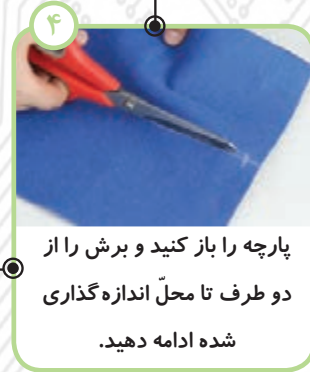 ۴
پارچه را باز کنید و برش را از
دو طرف تا محلّ اندازه‌گذاری
شده ادامه دهید.